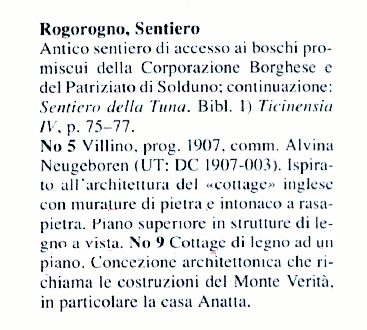 Rogorogno, Sentiero
Antico sentiero di accesso ai boschi pro-
miscui della Corporazione Borghese e
del Patriziato di Solduno; continuazione:
Sentiero della Tuna. Bibl. 1) Ticinensia
IV, p. 75–77.
No 5 Villino, prog. 1907, comm. Alvina
Neugeboren (UT: DC 1907-003). Ispira-
to all'architettura del «cottage» inglese
con murature di pietra e intonaco a rasa-
pietra. Piano superiore in strutture di le-
gno a vista. No 9 Cottage di legno ad un
piano. Concezione architettonica che ri-
chiama le costruzioni del Monte Verità,
in particolare la casa Anatta.